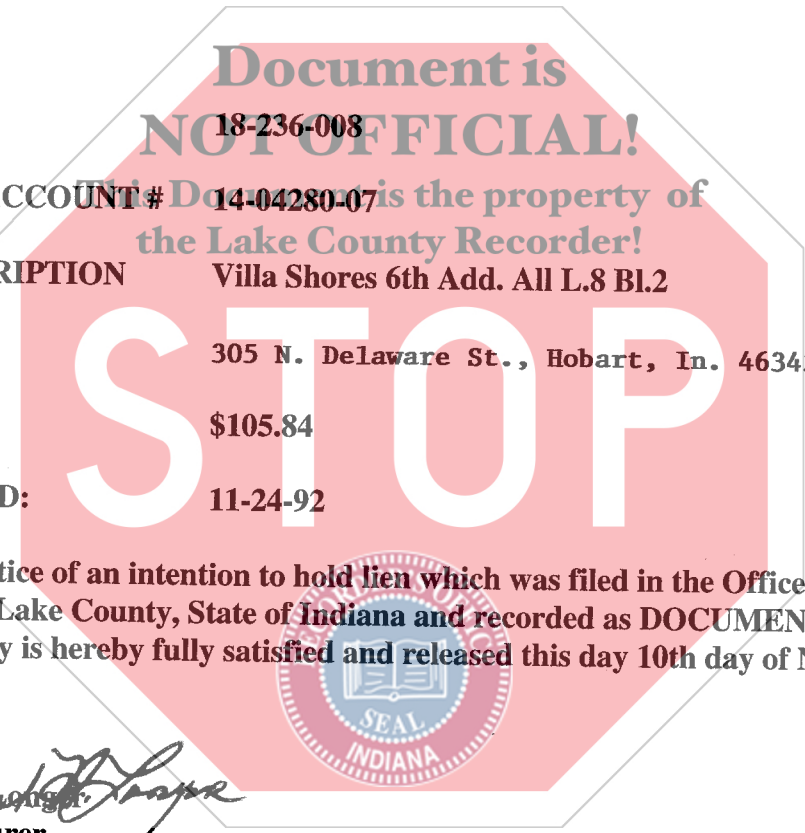 Document is
NOT OFFICIAL!
18-236-008
This Document is the property of
CCOUNT # 14-04280-07
the Lake County Recorder!
RIPTION Villa Shores 6th Add. All L.8 Bl.2
STOP
305 N. Delaware St., Hobart, In. 4634
$105.84
D: 11-24-92
tice of an intention to hold lien which was filed in the Office
Lake County, State of Indiana and recorded as DOCUMEN
y is hereby fully satisfied and released this day 10th day of N
RECORDER'S OFFICE
SEAL
INDIANA